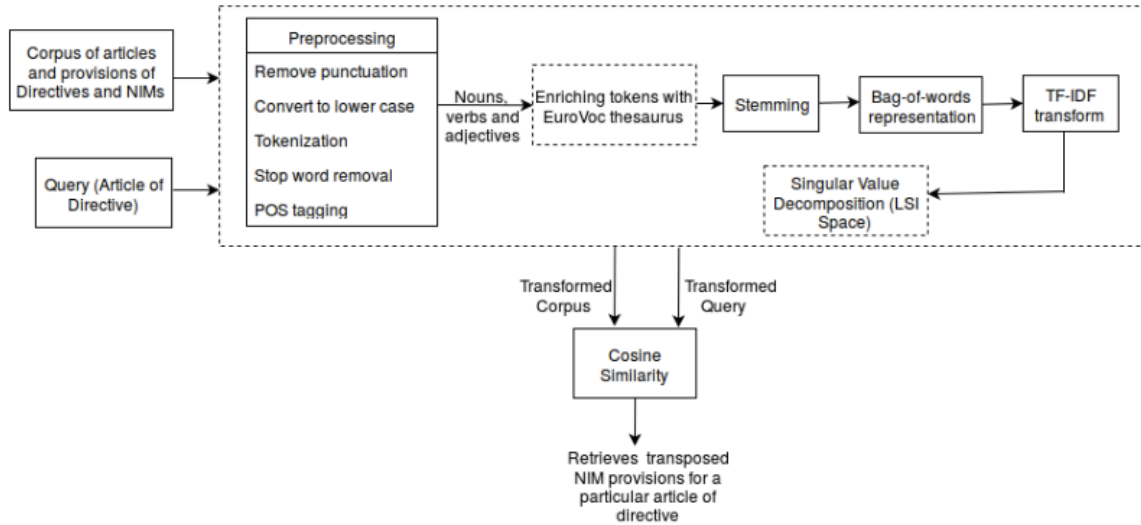 Corpus of articles
and provisions of
Directives and NIMs
Query (Article of
Directive)
Preprocessing
Remove punctuation
Convert to lower case
Tokenization
Stop word removal
POS tagging
Nouns,
verbs and
adjectives
Enriching tokens with
EuroVoc thesaurus
Stemming
Bag-of-words
representation
TF-IDF
transform
Singular Value
Decomposition (LSI
Space)
Transformed
Corpus
Transformed
Query
Cosine
Similarity
Retrieves transposed
NIM provisions for a
particular article of
directive